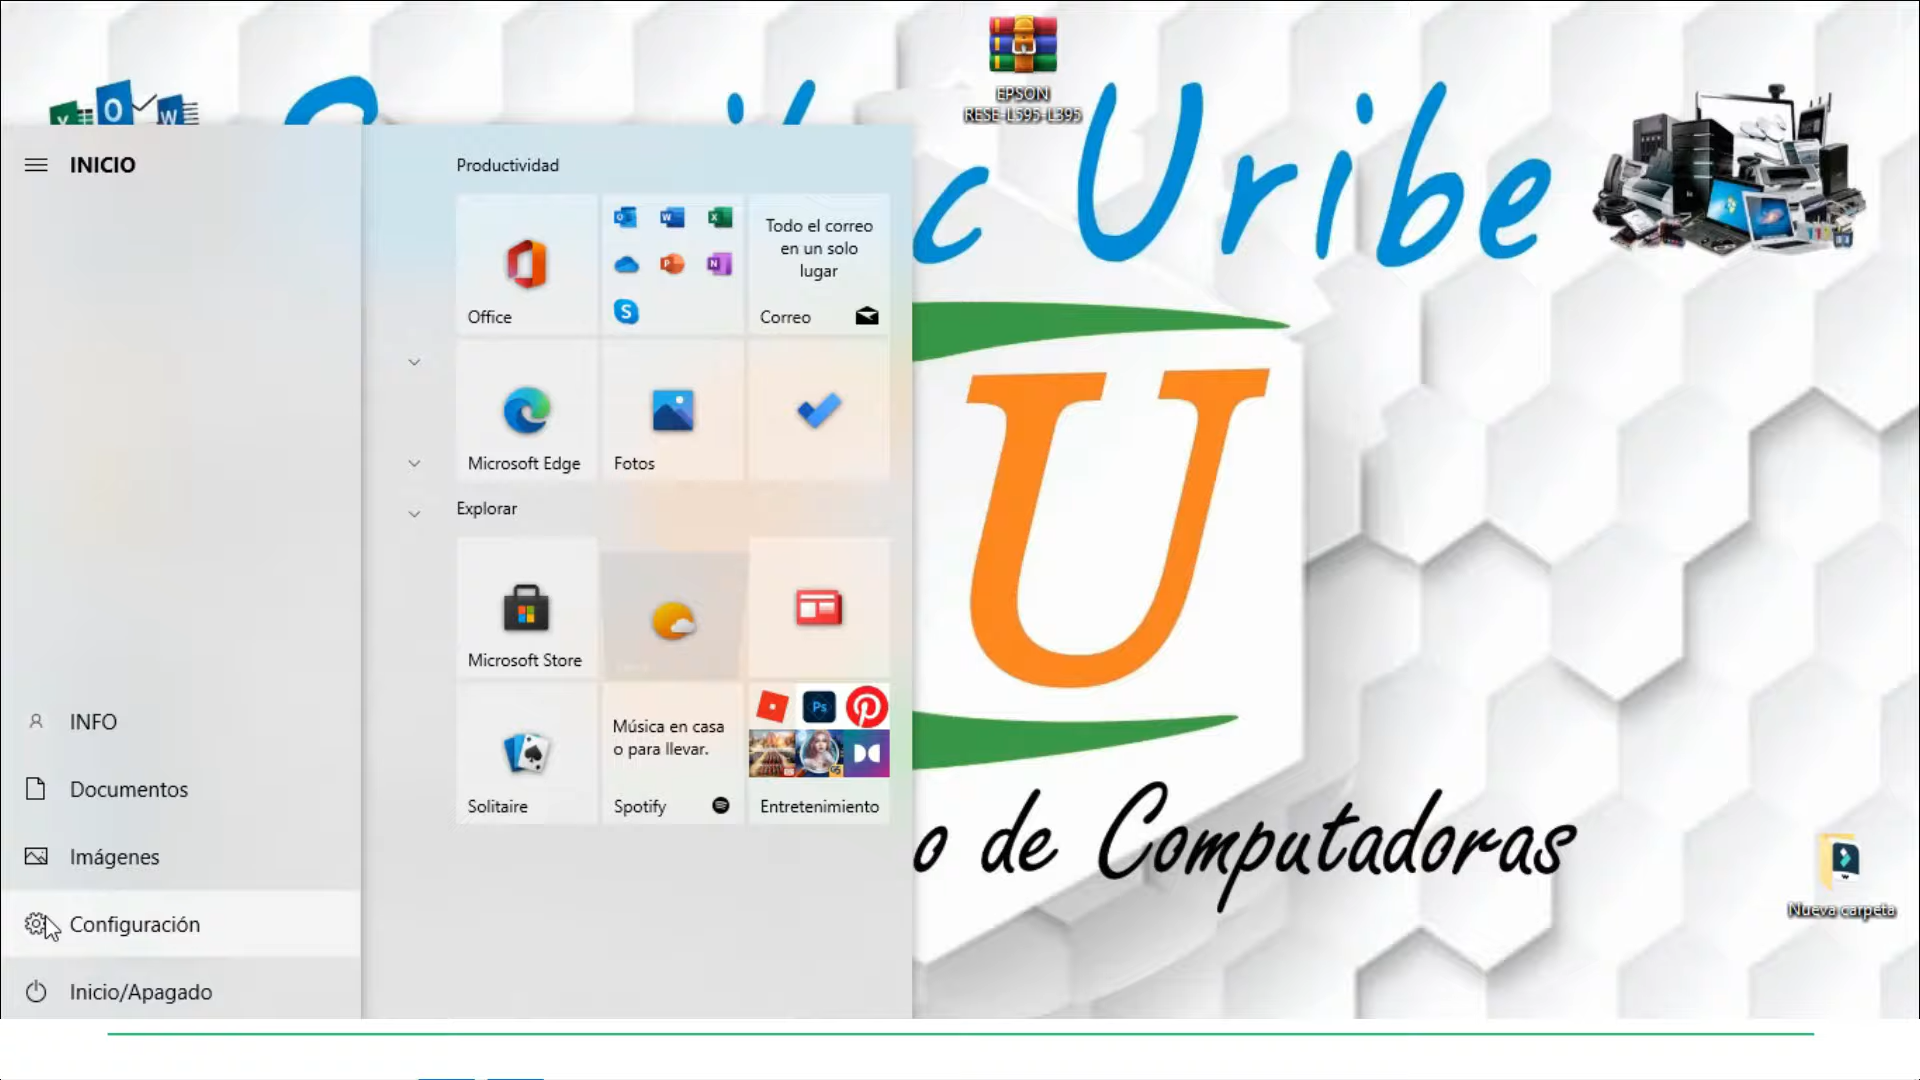 EPSON
RESE-L595-L395
c Uribe
INICIO
Productividad
Office
Todo el correo
en un solo
lugar
Correo
Microsoft Edge
Fotos
Explorar
Microsoft Store
Solitaire
Música en casa
o para llevar.
Spotify
Ps
Entretenimiento
U
o de Computadoras
INFO
Documentos
Imágenes
Configuración
Inicio/Apagado
Nueva carpeta